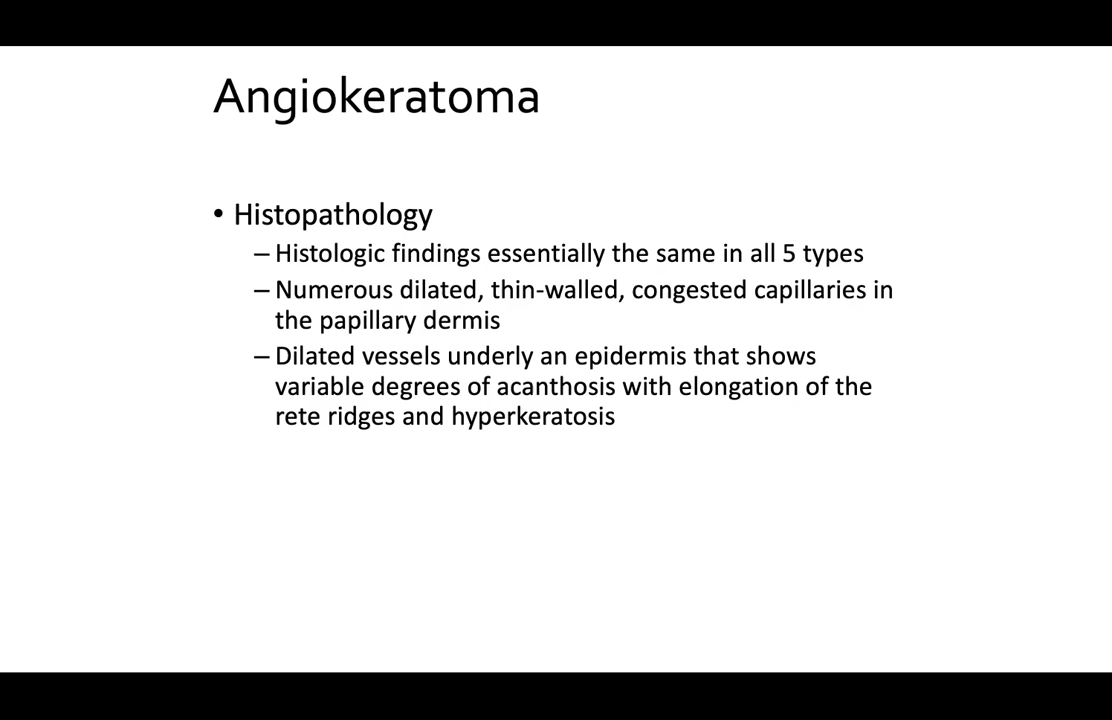 Angiokeratoma
• Histopathology
– Histologic findings essentially the same in all 5 types
– Numerous dilated, thin-walled, congested capillaries in
the papillary dermis
– Dilated vessels underly an epidermis that shows
variable degrees of acanthosis with elongation of the
rete ridges and hyperkeratosis